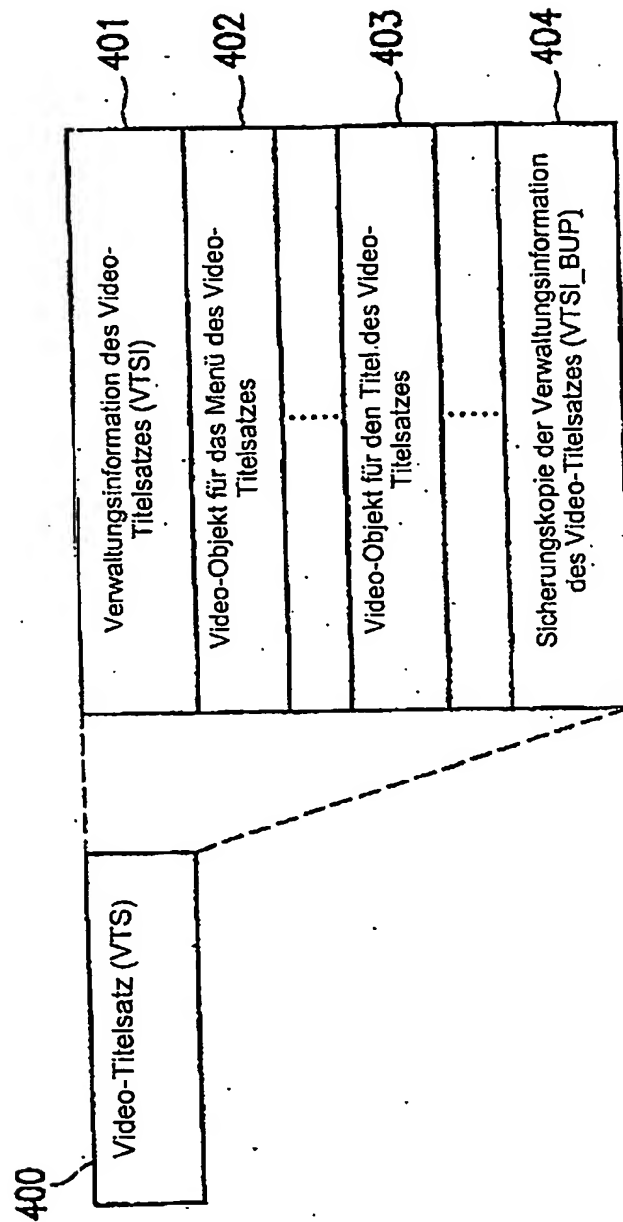 400
Video-Titelsatz (VTS)
Verwaltungsinformation des Video-
Titelsatzes (VTSI)
401
Video-Objekt für das Menü des Video-
Titelsatzes
402
Video-Objekt für den Titel des Video-
Titelsatzes
403
Sicherungskopie der Verwaltungsinformation
des Video-Titelsatzes (VTSI_BUP)
404